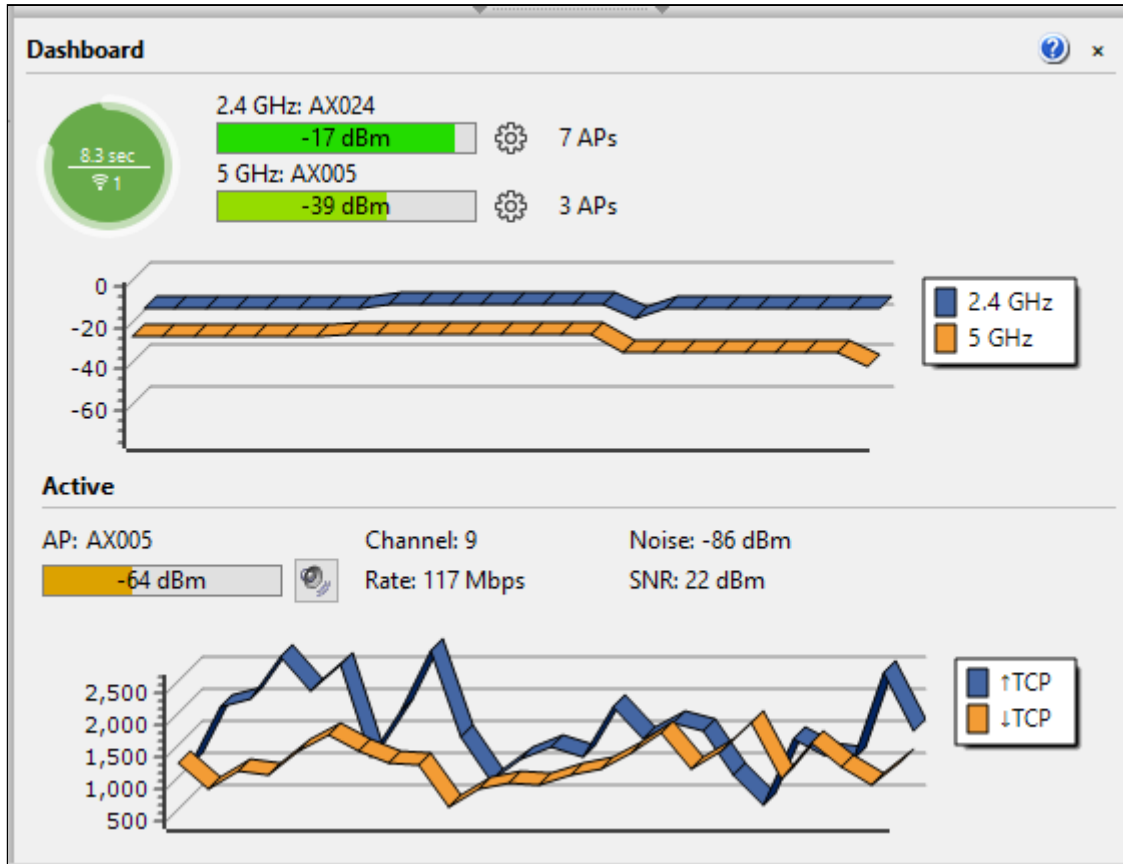 Dashboard
?
×
2.4 GHz: AX024
-17 dBm
7 APs
8.3 sec
1
5 GHz: AX005
-39 dBm
3 APs
0
-20
-40
-60
2.4 GHz
5 GHz
Active
AP: AX005
Channel: 9
Noise: -86 dBm
-64 dBm
Rate: 117 Mbps
SNR: 22 dBm
2,500
2,000
1,500
1,000
500
↑TCP
↓TCP